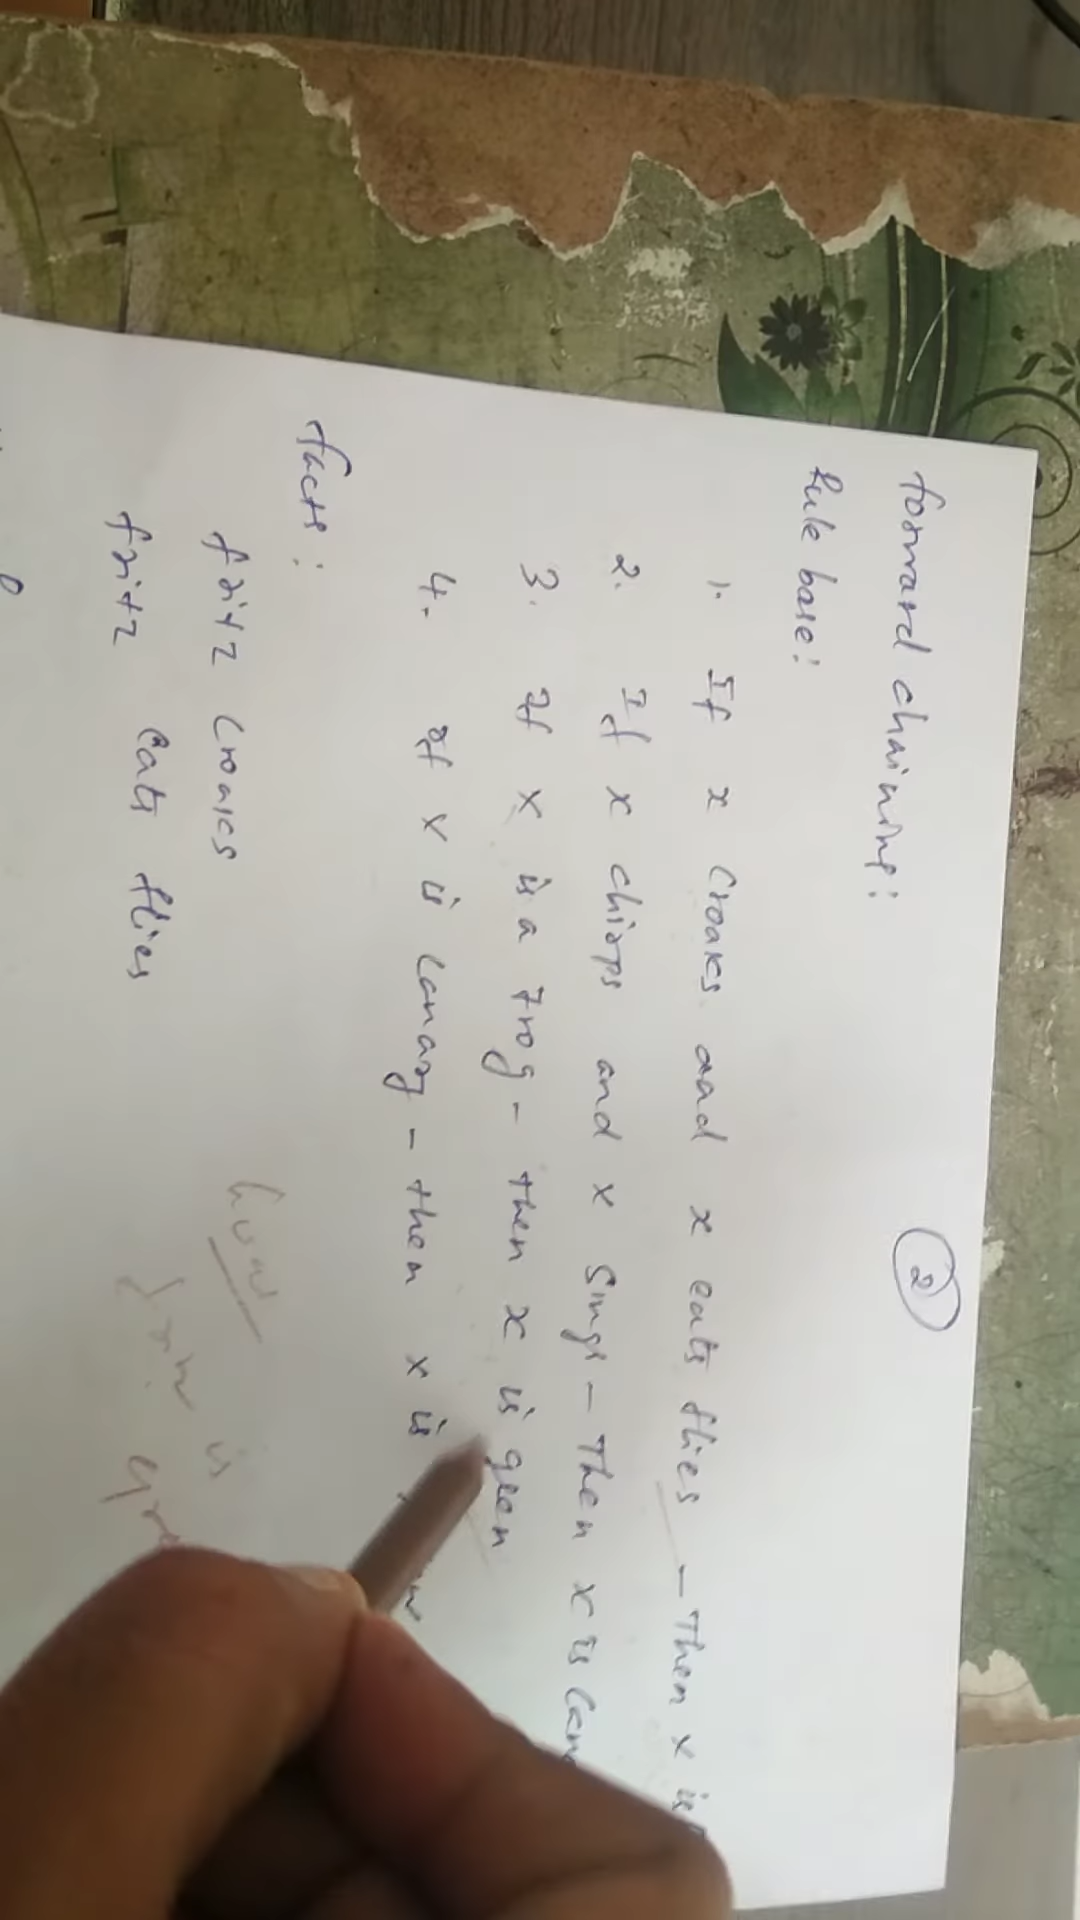 forward chaining:
2
Rule base:
1. If x Croaks and x eats flies - Then x is
2. If x chirps and x Sings - Then x is
3. If x is a Frog - then x is green
4. If x is Canary - then x is
facts:
fritz Croaks
fritz eats flies